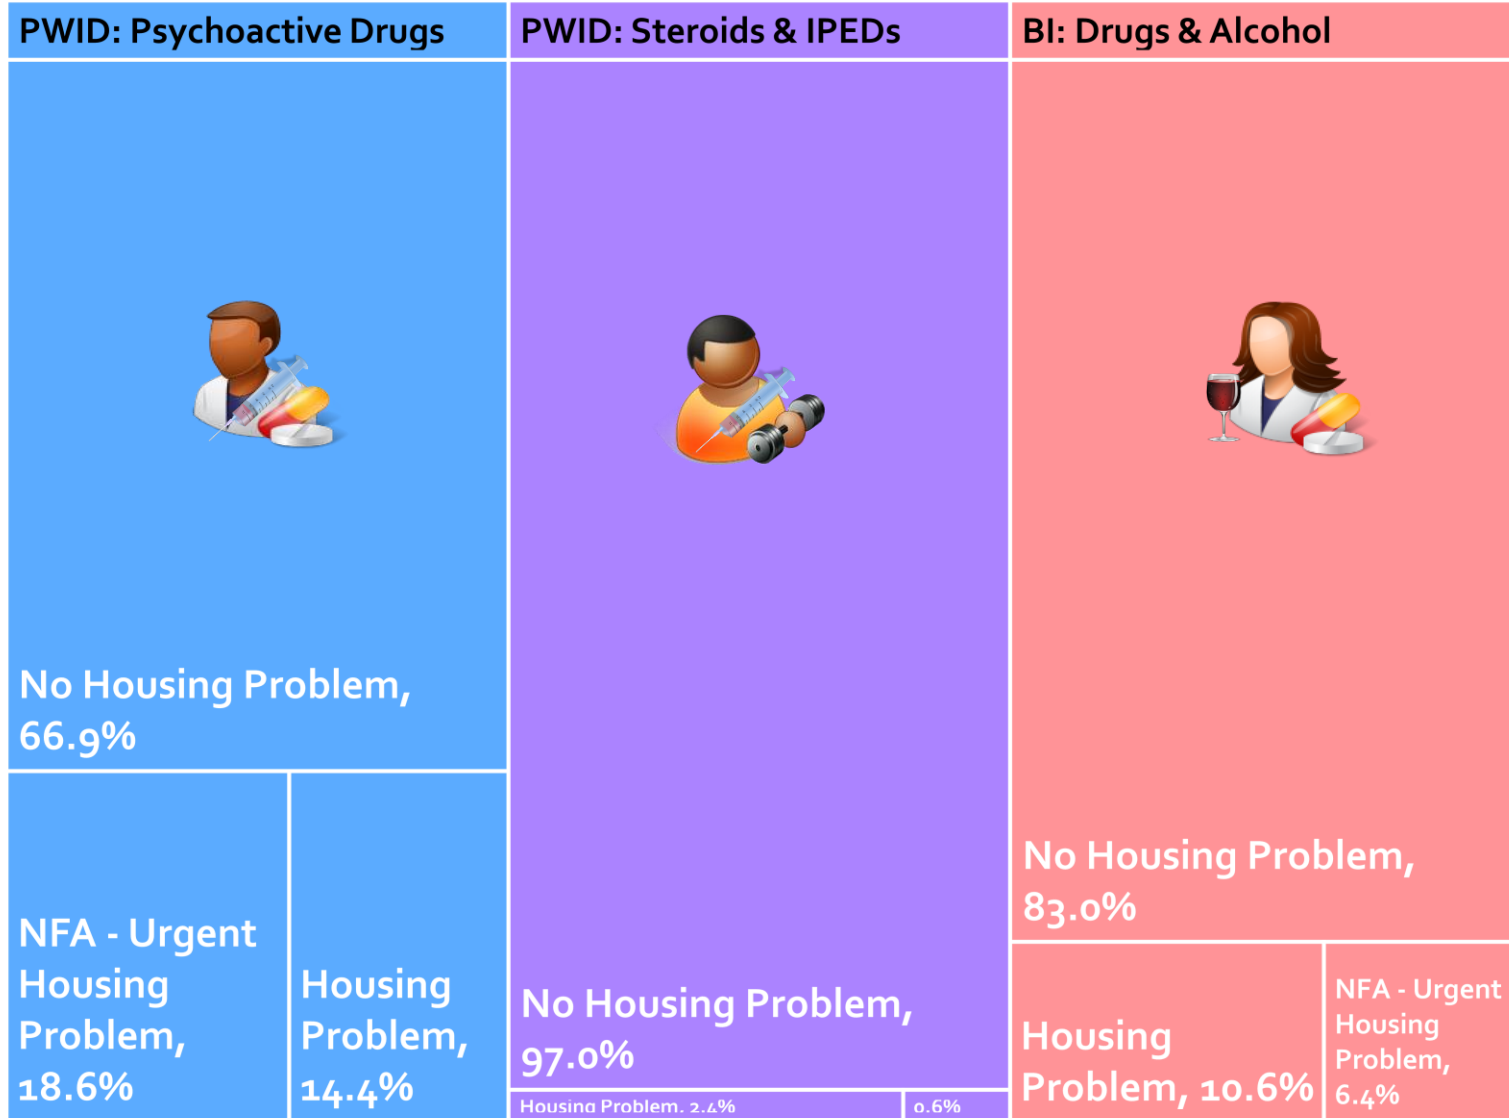 PWID: Psychoactive Drugs
No Housing Problem,
66.9%
NFA - Urgent
Housing
Problem,
18.6%
Housing
Problem,
14.4%
PWID: Steroids & IPEDs
No Housing Problem,
97.0%
Housing Problem, 2.4%
0.6%
BI: Drugs & Alcohol
No Housing Problem,
83.0%
Housing
Problem, 10.6%
NFA - Urgent
Housing
Problem,
6.4%